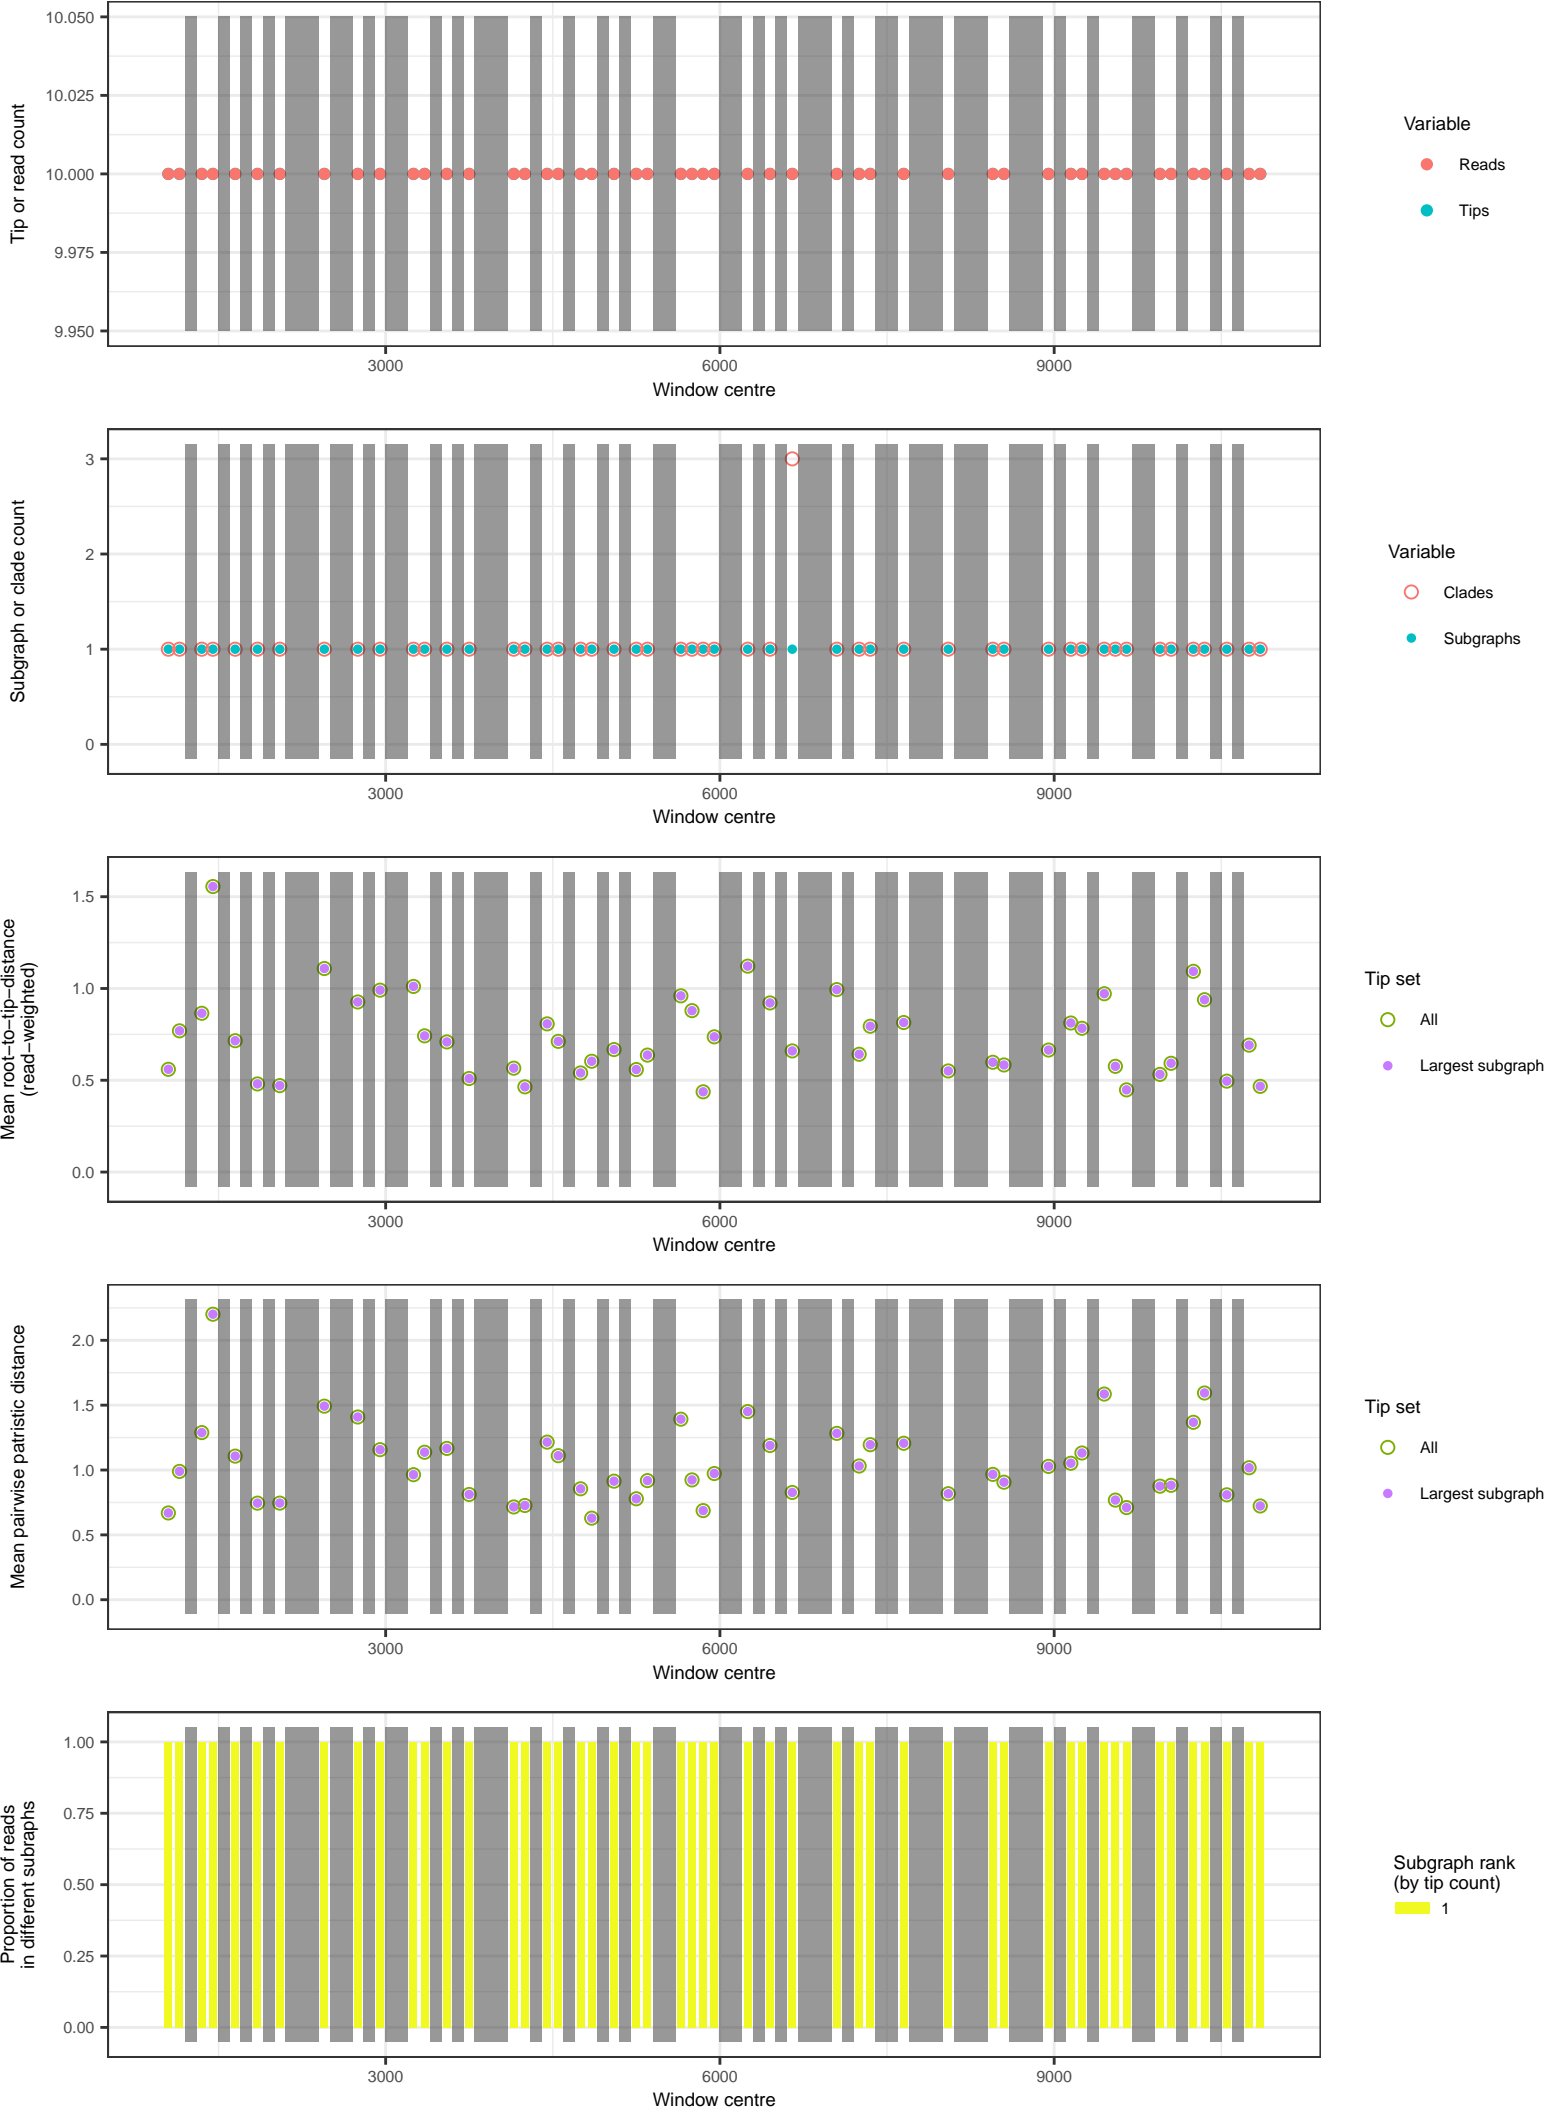 10.050
10.025
10.000
9.975
9.950
Tip or read count
3000
6000
9000
Window centre
Variable
Reads
Tips
3
2
1
0
Subgraph or clade count
3000
6000
9000
Window centre
Variable
Clades
Subgraphs
1.5
1.0
0.5
0.0
Mean root−to−tip−distance
(read−weighted)
3000
6000
9000
Window centre
Tip set
All
Largest subgraph
2.0
1.5
1.0
0.5
0.0
Mean pairwise patristic distance
3000
6000
9000
Window centre
Tip set
All
Largest subgraph
1.00
0.75
0.50
0.25
0.00
Proportion of reads
in different subraphs
3000
6000
9000
Window centre
Subgraph rank
(by tip count)
1